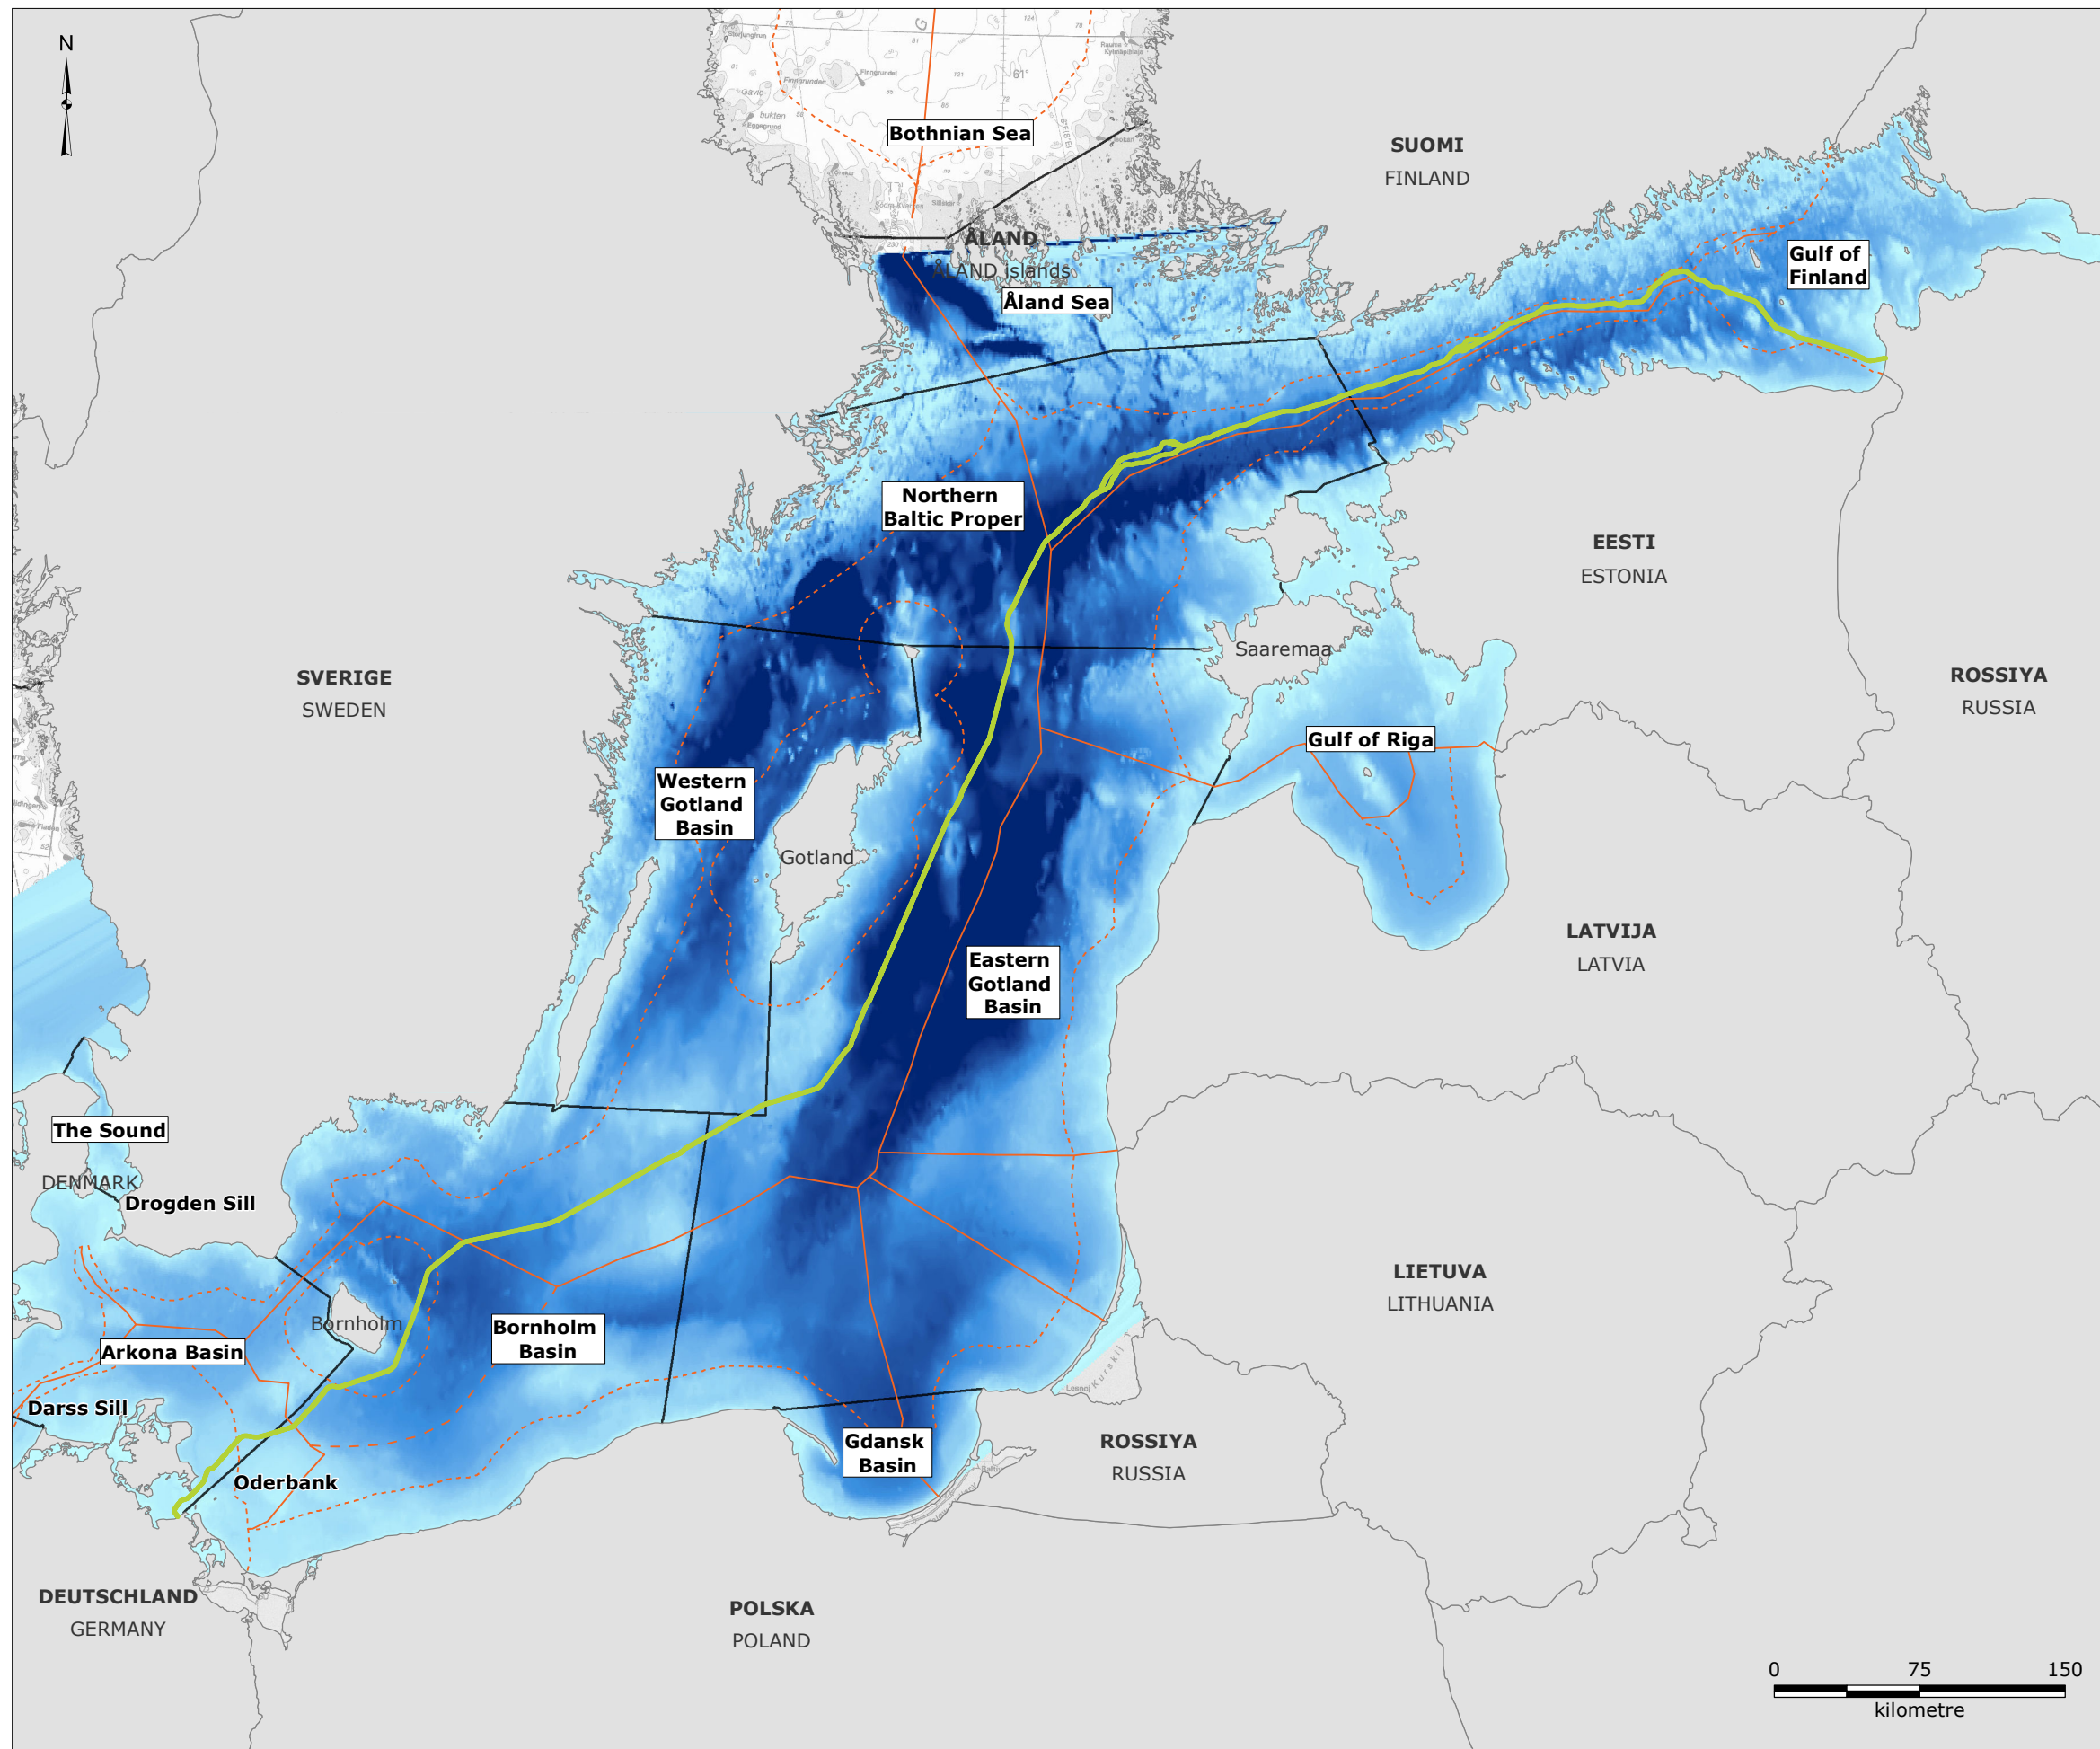 N
G
Bothnian Sea
SUOMI
FINLAND
ÅLAND
ÅLAND islands
Åland Sea
Gulf of
Finland
Northern
Baltic Proper
EESTI
ESTONIA
SVERIGE
SWEDEN
Saaremaa
ROSSIYA
RUSSIA
Gulf of Riga
Western
Gotland
Basin
Gotland
Eastern
Gotland
Basin
LATVIJA
LATVIA
The Sound
DENMARK
Drogden Sill
Bornholm
Bornholm
Basin
LIETUVA
LITHUANIA
Arkona Basin
Darss Sill
Oderbank
Gdansk
Basin
ROSSIYA
RUSSIA
DEUTSCHLAND
GERMANY
POLSKA
POLAND
0 75 150
kilometre